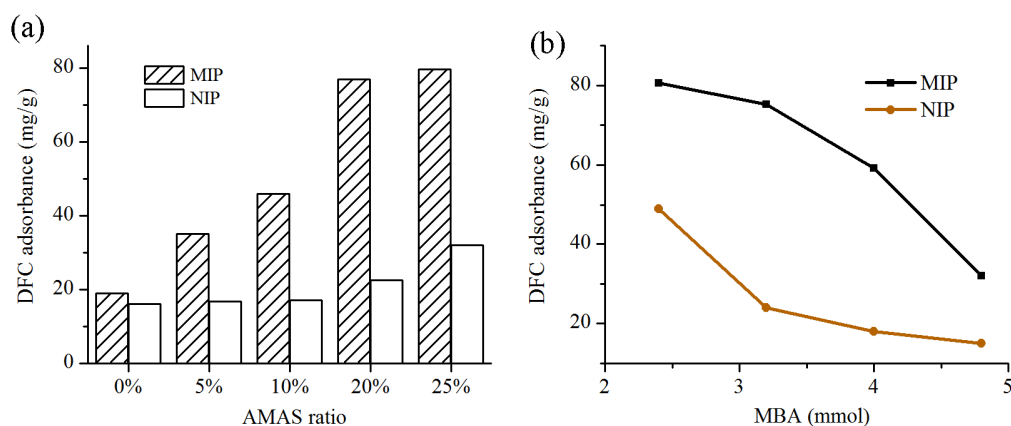 (a)
MIP
NIP
DFC adsorbance (mg/g)
80
60
40
20
0
0% 5% 10% 20% 25%
AMAS ratio
(b)
MIP
NIP
DFC adsorbance (mg/g)
80
60
40
20
2 3 4 5
MBA (mmol)